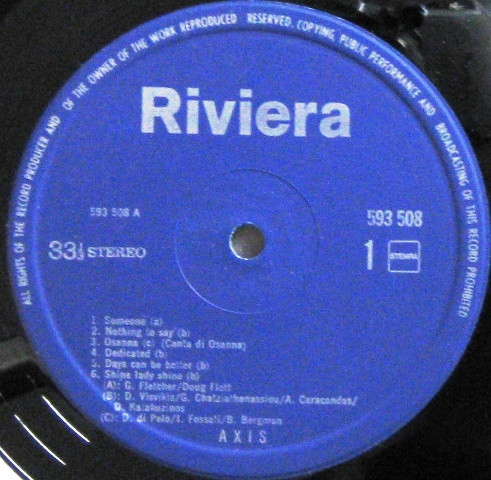 ALL RIGHTS OF THE RECORD PRODUCER AND OF THE OWNER OF THE WORK REPRODUCED RESERVED. COPYING, PUBLIC PERFORMANCE AND BROADCASTING OF THIS RECORD PROHIBITED
Riviera
593 508 A
593 508
33⅓ STEREO
1 STEMRA
1. Someone (a)
2. Nothing to say (b)
3. Osanna (c) (Canta di Osanna)
4. Dedicated (b)
5. Days can be better (b)
6. Shine lady shine (b)
(A): G. Fletcher/Doug Flett
(B): D. Visvikis/G. Chatziathanassiou/A. Caracandas/
D. Katakuzinos
(C): D. di Palo/I. Fossati/B. Bergman
AXIS